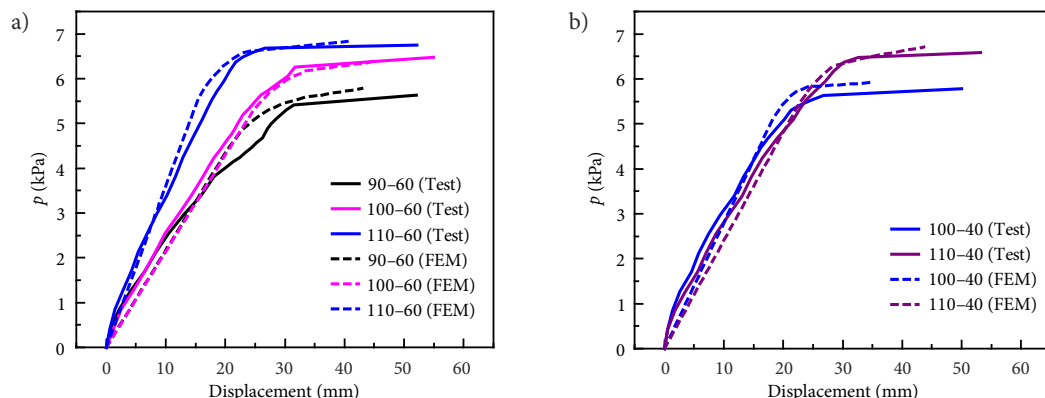 a)
7
6
5
4
3
2
1
0
p (kPa)
90–60 (Test)
100–60 (Test)
110–60 (Test)
90–60 (FEM)
100–60 (FEM)
110–60 (FEM)
0 10 20 30 40 50 60
Displacement (mm)
b)
7
6
5
4
3
2
1
0
p (kPa)
100–40 (Test)
110–40 (Test)
100–40 (FEM)
110–40 (FEM)
0 10 20 30 40 50 60
Displacement (mm)